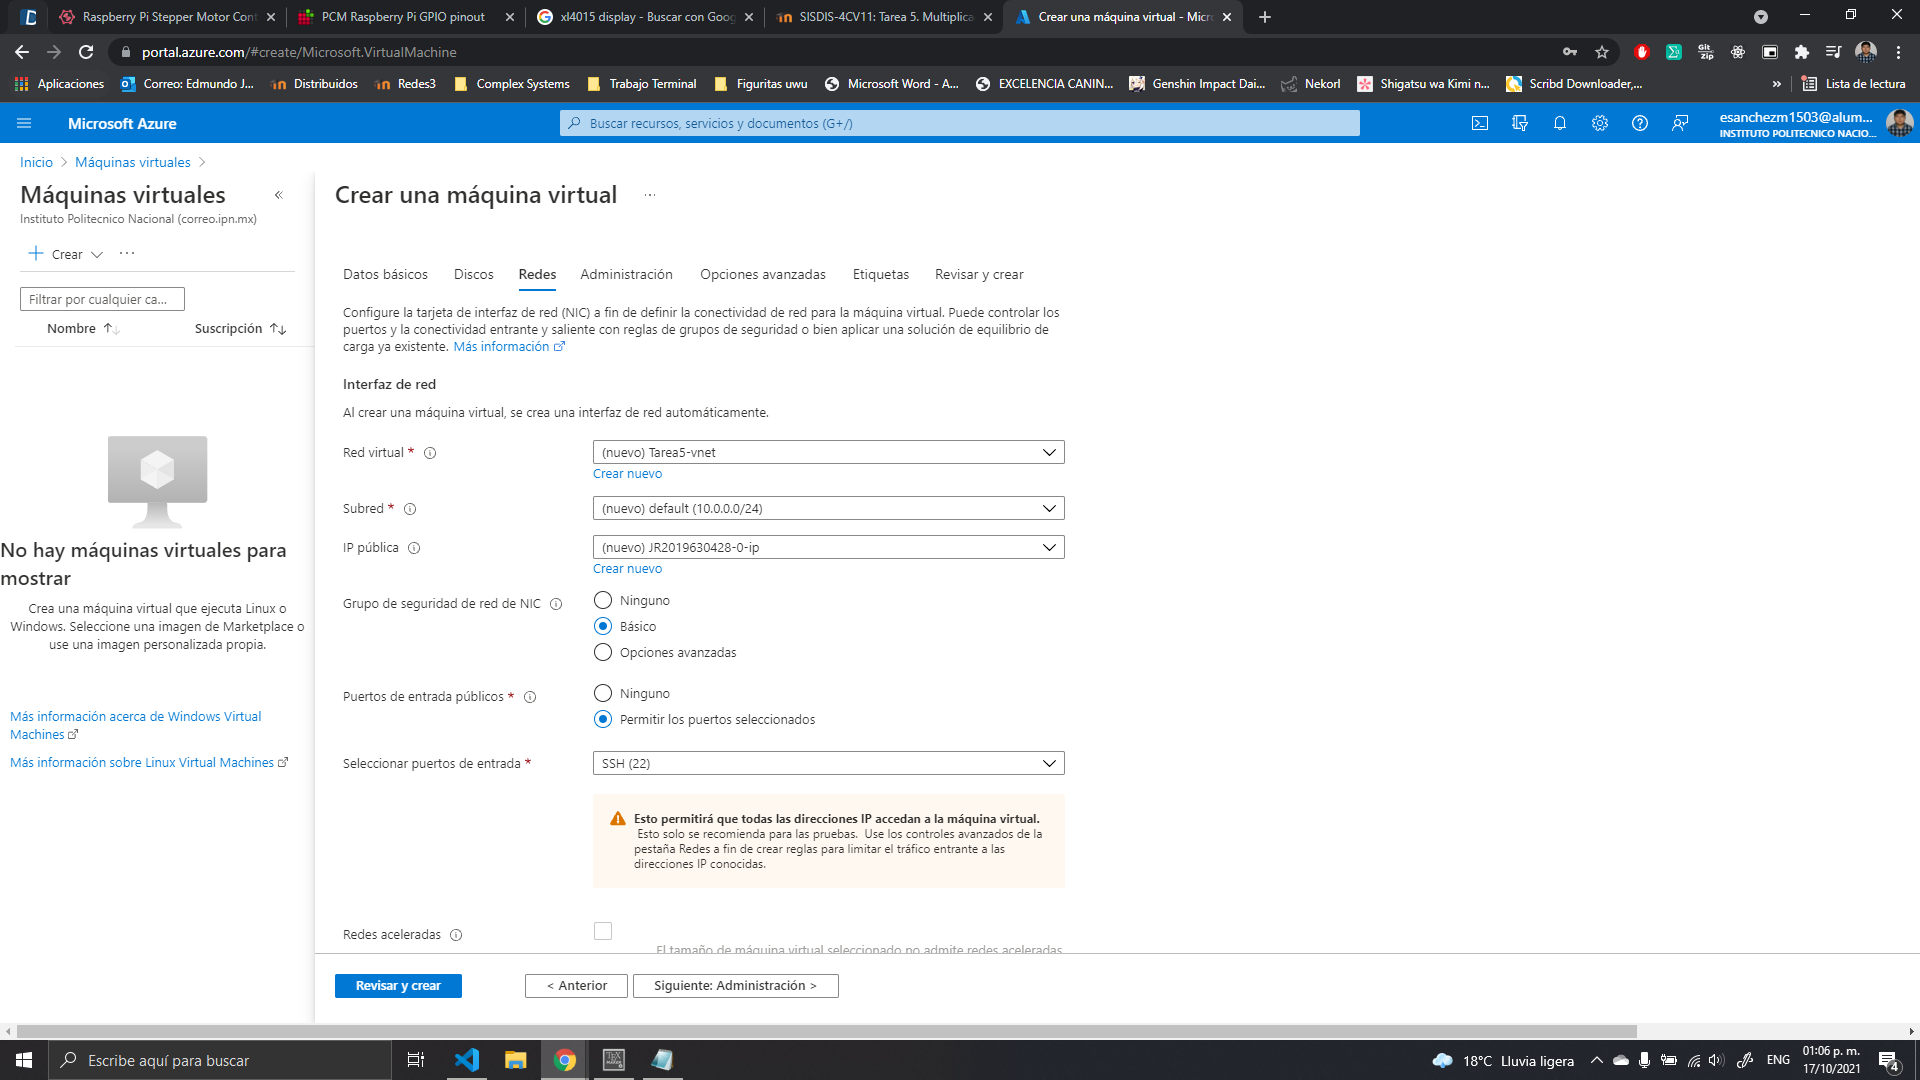 Raspberry Pi Stepper Motor Cont
PCM Raspberry Pi GPIO pinout
xl4015 display - Buscar con Goog
SISDIS-4CV11: Tarea 5. Multiplica
Crear una máquina virtual - Micro
portal.azure.com/#create/Microsoft.VirtualMachine
Aplicaciones
Correo: Edmundo J...
Distribuidos
Redes3
Complex Systems
Trabajo Terminal
Figuritas uwu
Microsoft Word - A...
EXCELENCIA CANIN...
Genshin Impact Dai...
Nekorl
Shigatsu wa Kimi n...
Scribd Downloader,...
»
Lista de lectura
Microsoft Azure
Buscar recursos, servicios y documentos (G+/)
esanchezm1503@alum...
INSTITUTO POLITECNICO NACIO...
Inicio > Máquinas virtuales >
Máquinas virtuales «
Instituto Politecnico Nacional (correo.ipn.mx)
+ Crear ...
Filtrar por cualquier ca...
Nombre ↑↓ Suscripción ↑↓
No hay máquinas virtuales para
mostrar
Crea una máquina virtual que ejecuta Linux o
Windows. Seleccione una imagen de Marketplace o
use una imagen personalizada propia.
Más información acerca de Windows Virtual
Machines
Más información sobre Linux Virtual Machines
Crear una máquina virtual ...
Datos básicos Discos Redes Administración Opciones avanzadas Etiquetas Revisar y crear
Configure la tarjeta de interfaz de red (NIC) a fin de definir la conectividad de red para la máquina virtual. Puede controlar los
puertos y la conectividad entrante y saliente con reglas de grupos de seguridad o bien aplicar una solución de equilibrio de
carga ya existente. Más información
Interfaz de red
Al crear una máquina virtual, se crea una interfaz de red automáticamente.
Red virtual * (nuevo) Tarea5-vnet
Crear nuevo
Subred * (nuevo) default (10.0.0.0/24)
IP pública (nuevo) JR2019630428-0-ip
Crear nuevo
Grupo de seguridad de red de NIC Ninguno
Básico
Opciones avanzadas
Puertos de entrada públicos * Ninguno
Permitir los puertos seleccionados
Seleccionar puertos de entrada * SSH (22)
Esto permitirá que todas las direcciones IP accedan a la máquina virtual.
Esto solo se recomienda para las pruebas. Use los controles avanzados de la
pestaña Redes a fin de crear reglas para limitar el tráfico entrante a las
direcciones IP conocidas.
Redes aceleradas
El tamaño de máquina virtual seleccionado no admite redes aceleradas.
Revisar y crear
< Anterior
Siguiente: Administración >
Escribe aquí para buscar
18°C Lluvia ligera
ENG
01:06 p. m.
17/10/2021
4